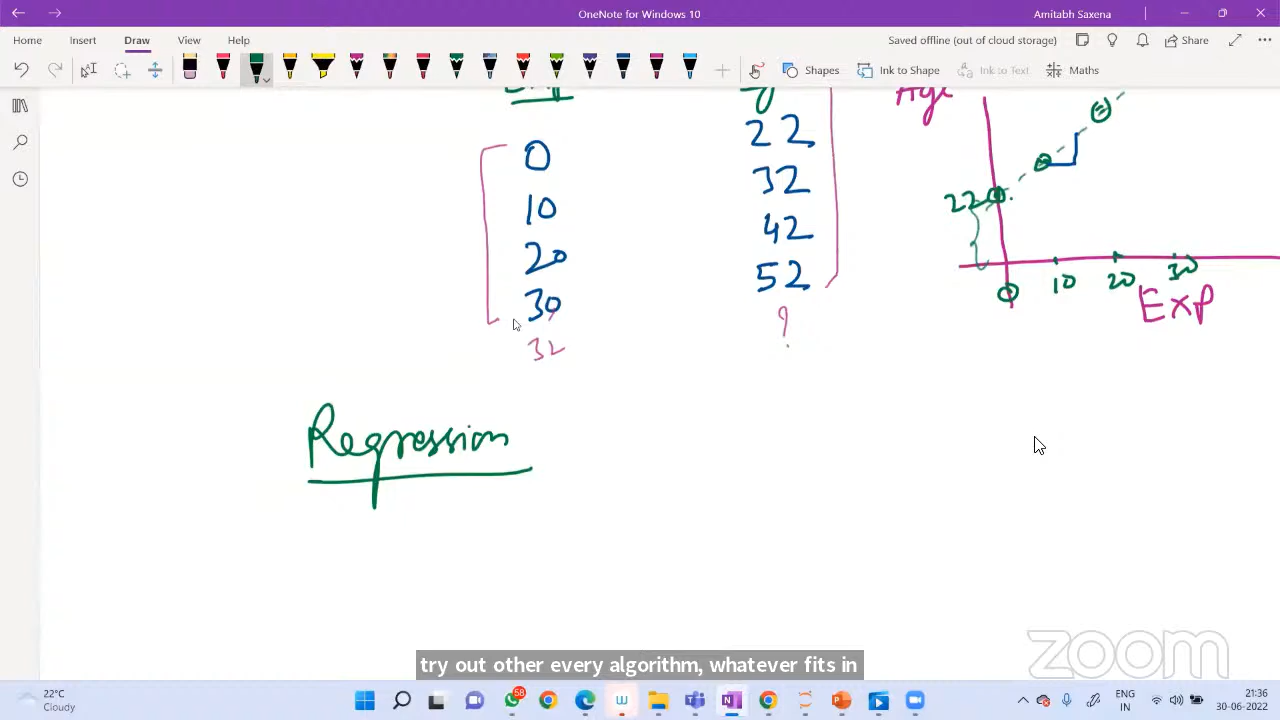 OneNote for Windows 10
Amitabh Saxena
Home Insert Draw View Help
Saved offline (out of cloud storage)
Share
Shapes
Ink to Shape
Ink to Text
Maths
Age
0 22
10 32
20 42
30 52
32 ?
22
0 10 20 30
Exp
Regression
zoom
try out other every algorithm, whatever fits in
22°C
Clou
58
ENG
IN
21:36
30-06-2022